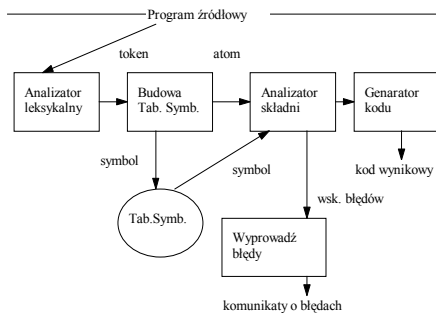 Program źródłowy
token
atom
Analizator
leksykalny
Budowa
Tab. Symb.
Analizator
składni
Genarator
kodu
symbol
symbol
kod wynikowy
Tab.Symb.
wsk. błędów
Wyprowadź
błędy
komunikaty o błędach